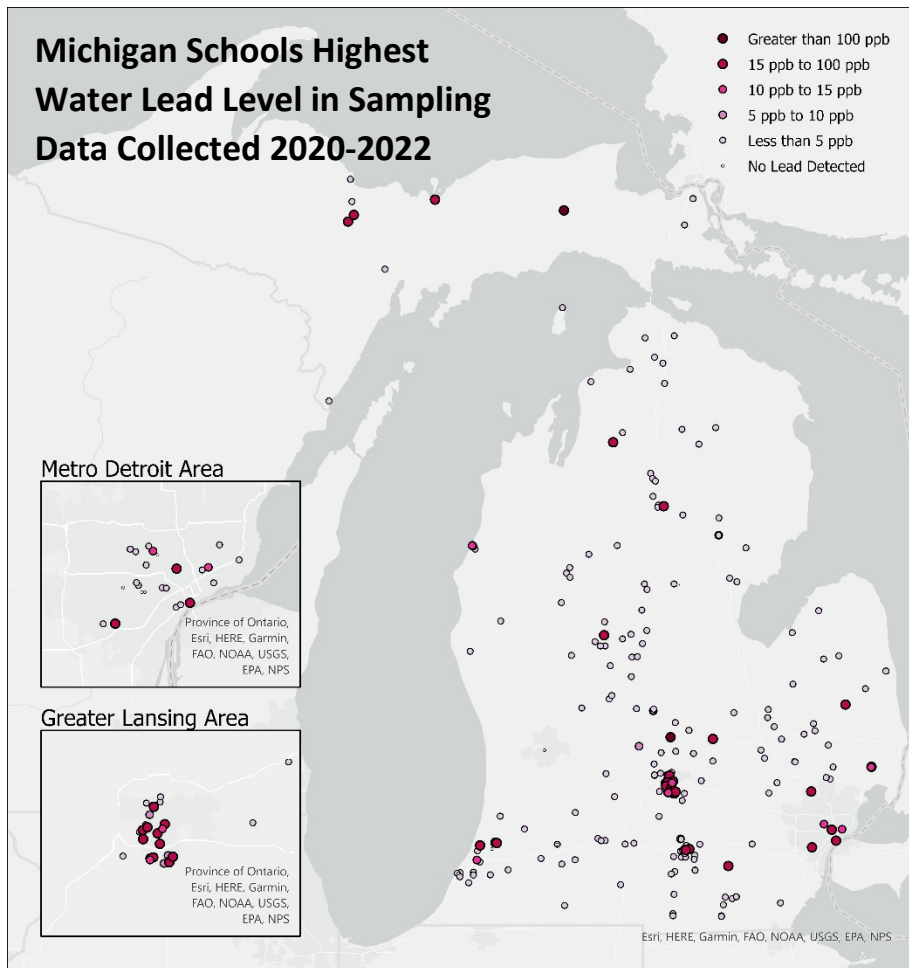 Michigan Schools Highest
Water Lead Level in Sampling
Data Collected 2020-2022
Greater than 100 ppb
15 ppb to 100 ppb
10 ppb to 15 ppb
5 ppb to 10 ppb
Less than 5 ppb
No Lead Detected
Metro Detroit Area
Province of Ontario,
Esri, HERE, Garmin,
FAO, NOAA, USGS,
EPA, NPS
Greater Lansing Area
Province of Ontario,
Esri, HERE, Garmin,
FAO, NOAA, USGS,
EPA, NPS
Esri, HERE, Garmin, FAO, NOAA, USGS, EPA, NPS